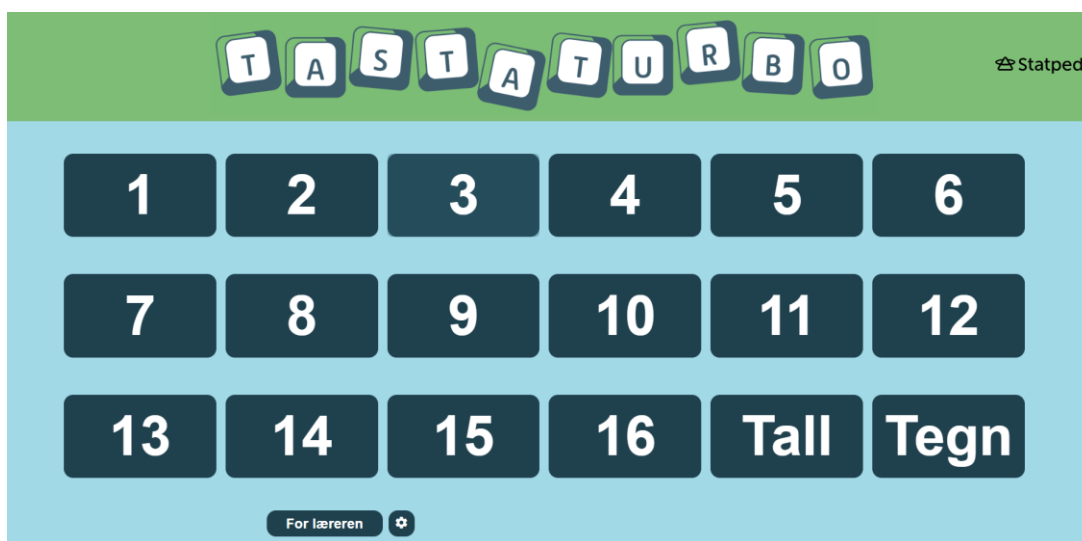 TASTATURBO
Statped
1 2 3 4 5 6
7 8 9 10 11 12
13 14 15 16 Tall Tegn
For læreren